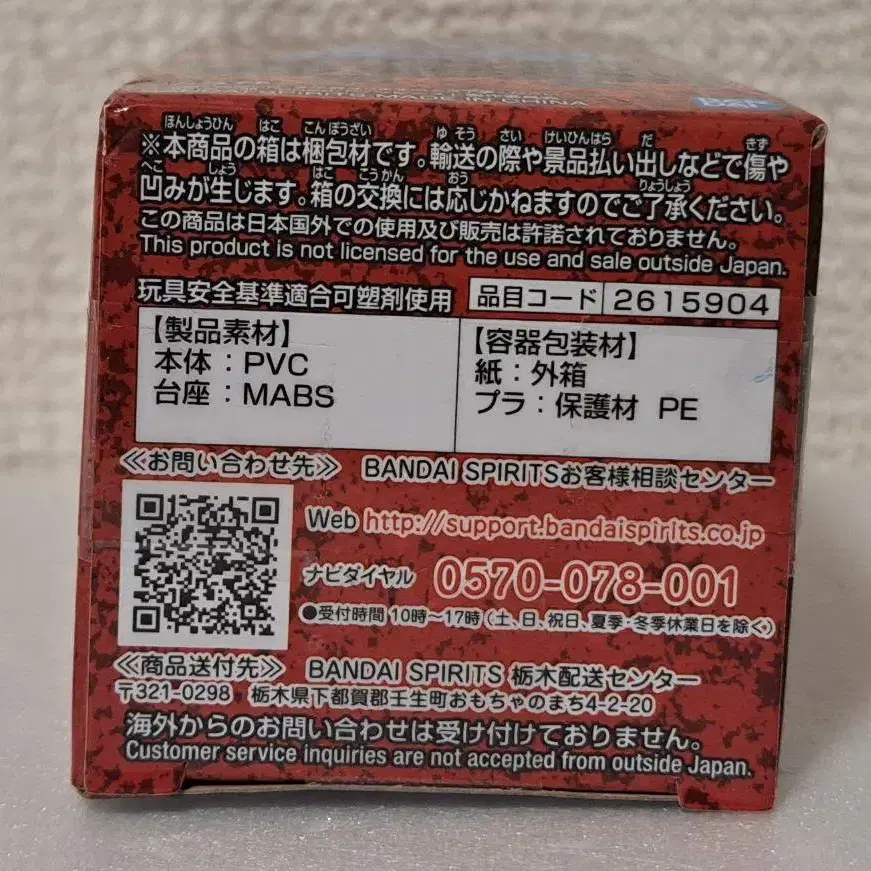 MADE IN CHINA
※本商品の箱は梱包材です。輸送の際や景品払い出しなどで傷や
凹みが生じます。箱の交換には応じかねますのでご了承ください。
この商品は日本国外での使用及び販売は許諾されておりません。
This product is not licensed for the use and sale outside Japan.
玩具安全基準適合可塑剤使用
品目コード 2615904
【製品素材】
本体:PVC
台座:MABS
【容器包装材】
紙:外箱
プラ:保護材 PE
≪お問い合わせ先≫ BANDAI SPIRITSお客様相談センター
Web http://support.bandaispirits.co.jp
ナビダイヤル 0570-078-001
●受付時間 10時~17時(土、日、祝日、夏季・冬季休業日を除く)
≪商品送付先≫ BANDAI SPIRITS 栃木配送センター
〒321-0298 栃木県下都賀郡壬生町おもちゃのまち4-2-20
海外からのお問い合わせは受け付けておりません。
Customer service inquiries are not accepted from outside Japan.